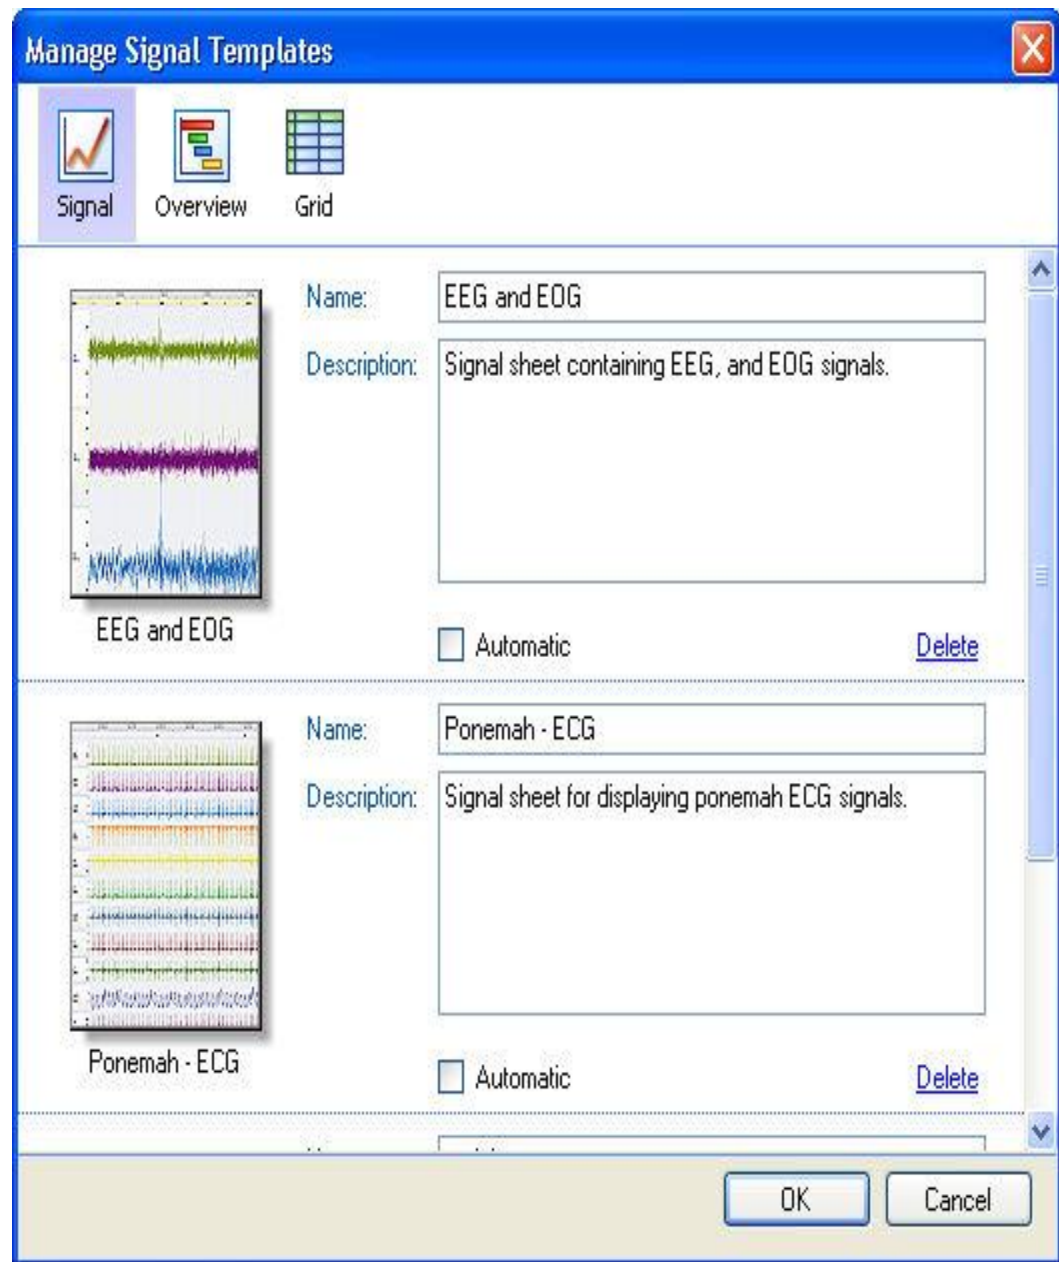 Manage Signal Templates
Signal
Overview
Grid
Name:
EEG and EOG
Description:
Signal sheet containing EEG, and EOG signals.
EEG and EOG
Automatic
Delete
Name:
Ponemah - ECG
Description:
Signal sheet for displaying ponemah ECG signals.
Ponemah - ECG
Automatic
Delete
OK
Cancel